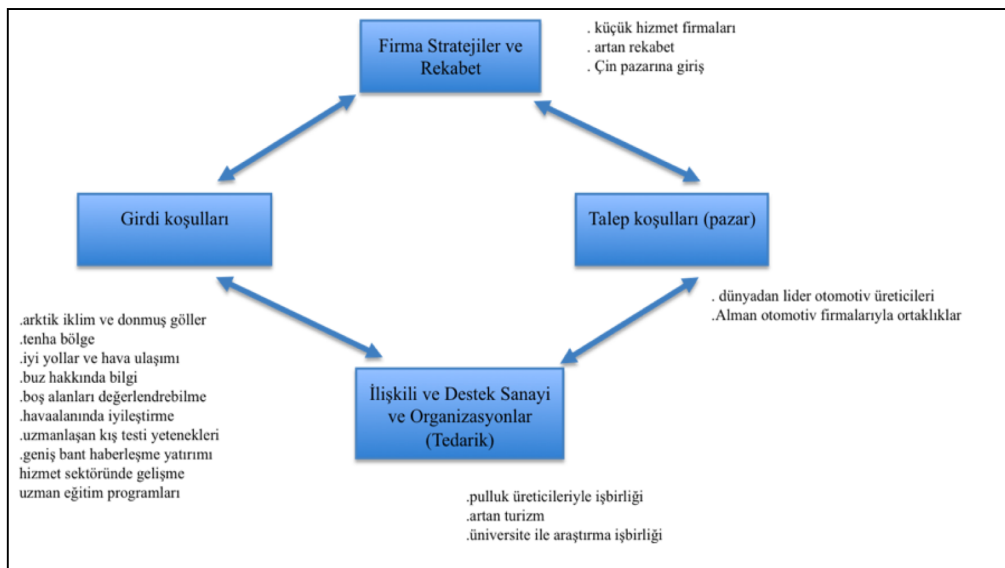 Firma Stratejiler ve
Rekabet
. küçük hizmet firmaları
. artan rekabet
. Çin pazarına giriş
Girdi koşulları
Talep koşulları (pazar)
.arktik iklim ve donmuş göller
.tenha bölge
.iyi yollar ve hava ulaşımı
.buz hakkında bilgi
.boş alanları değerlendrebilme
.havaalanında iyileştirme
.uzmanlaşan kış testi yetenekleri
.geniş bant haberleşme yatırımı
hizmet sektöründe gelişme
uzman eğitim programları
. dünyadan lider otomotiv üreticileri
.Alman otomotiv firmalarıyla ortaklıklar
İlişkili ve Destek Sanayi
ve Organizasyonlar
(Tedarik)
.pulluk üreticileriyle işbirliği
.artan turizm
.üniversite ile araştırma işbirliği